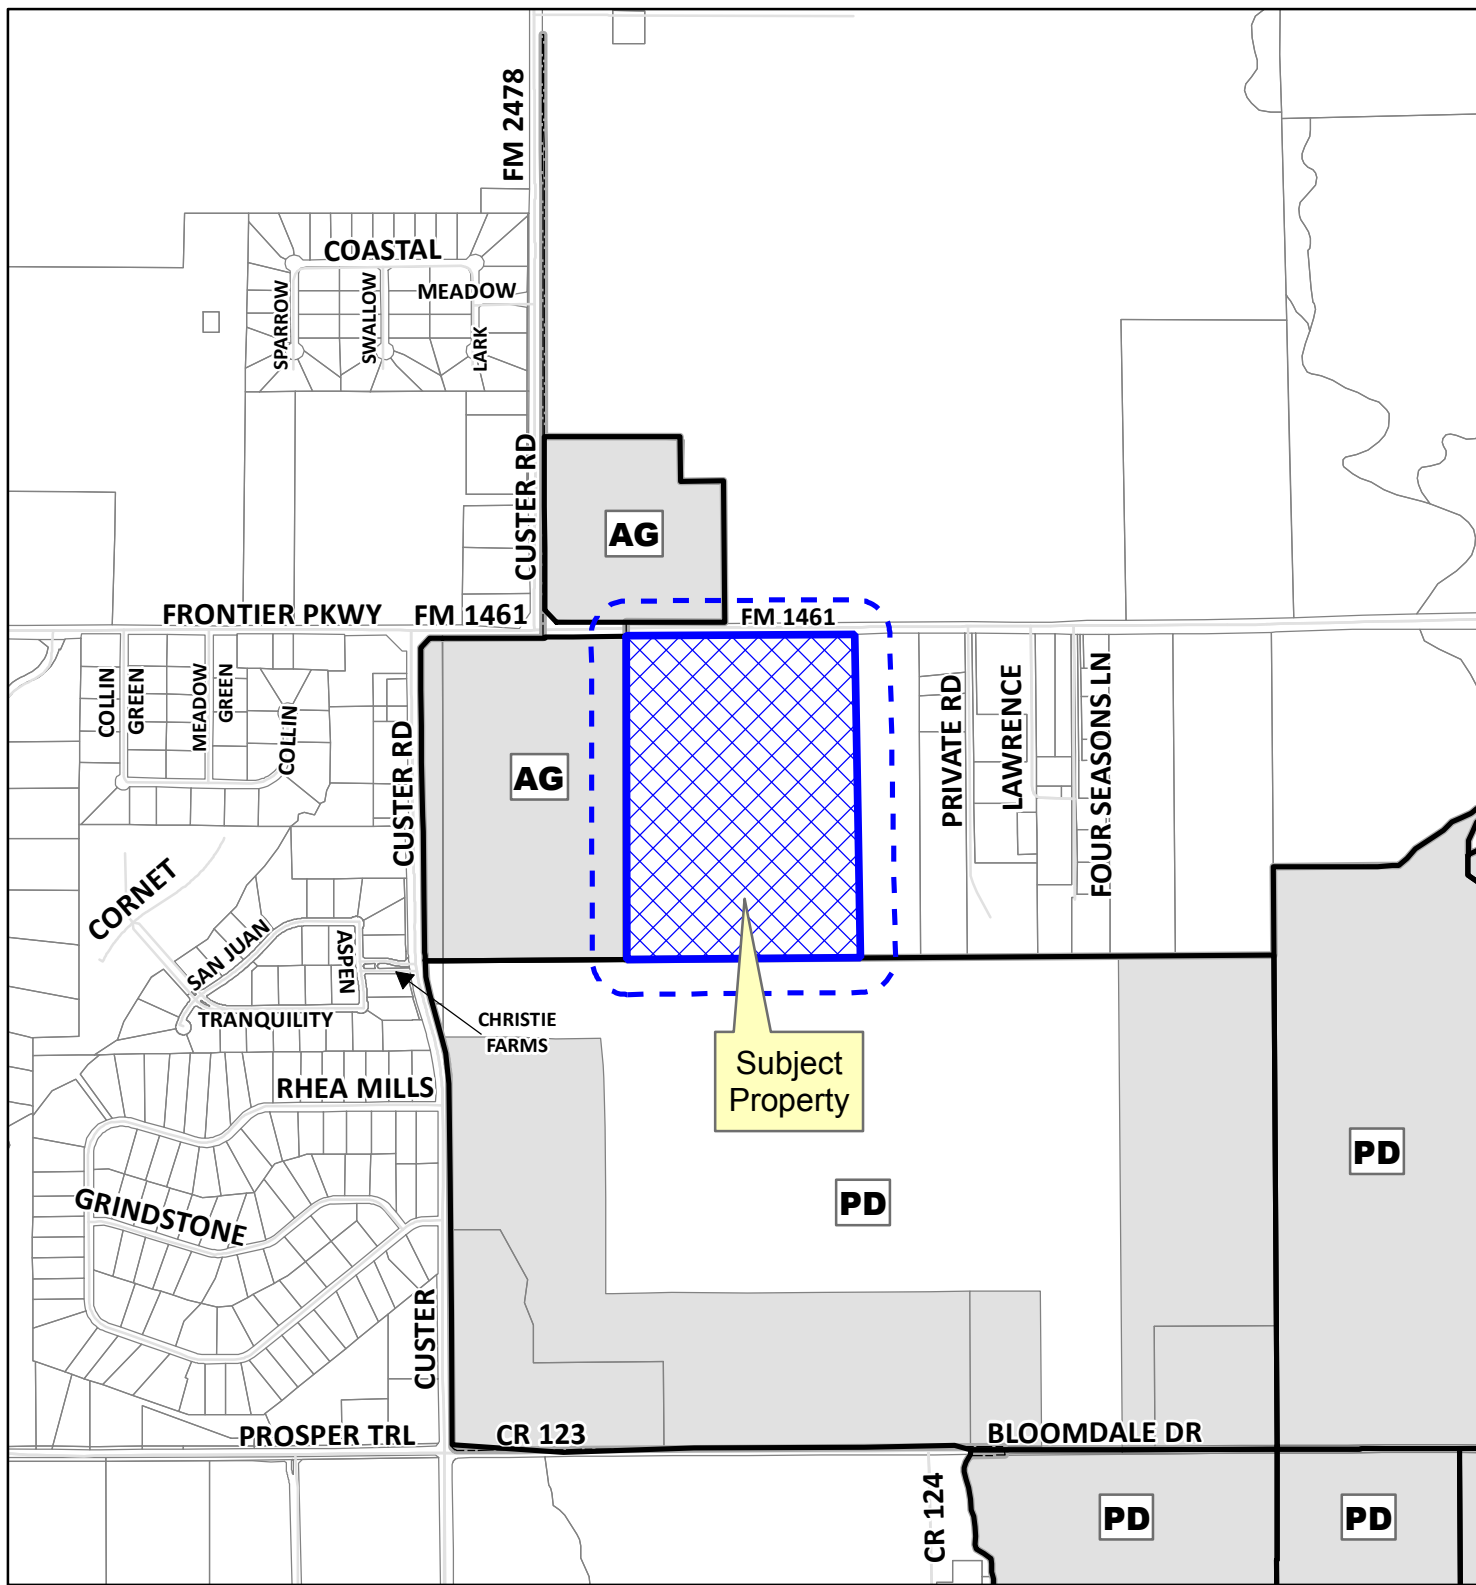 FM 2478
COASTAL
MEADOW
SPARROW
SWALLOW
LARK
CUSTER RD
AG
FRONTIER PKWY
FM 1461
FM 1461
COLLIN
GREEN
MEADOW
GREEN
COLLIN
CUSTER RD
AG
PRIVATE RD
LAWRENCE
FOUR SEASONS LN
CORNET
SAN JUAN
ASPEN
TRANQUILITY
CHRISTIE
FARMS
Subject
Property
RHEA MILLS
PD
PD
GRINDSTONE
CUSTER
PROSPER TRL
CR 123
BLOOMDALE DR
CR 124
PD
PD